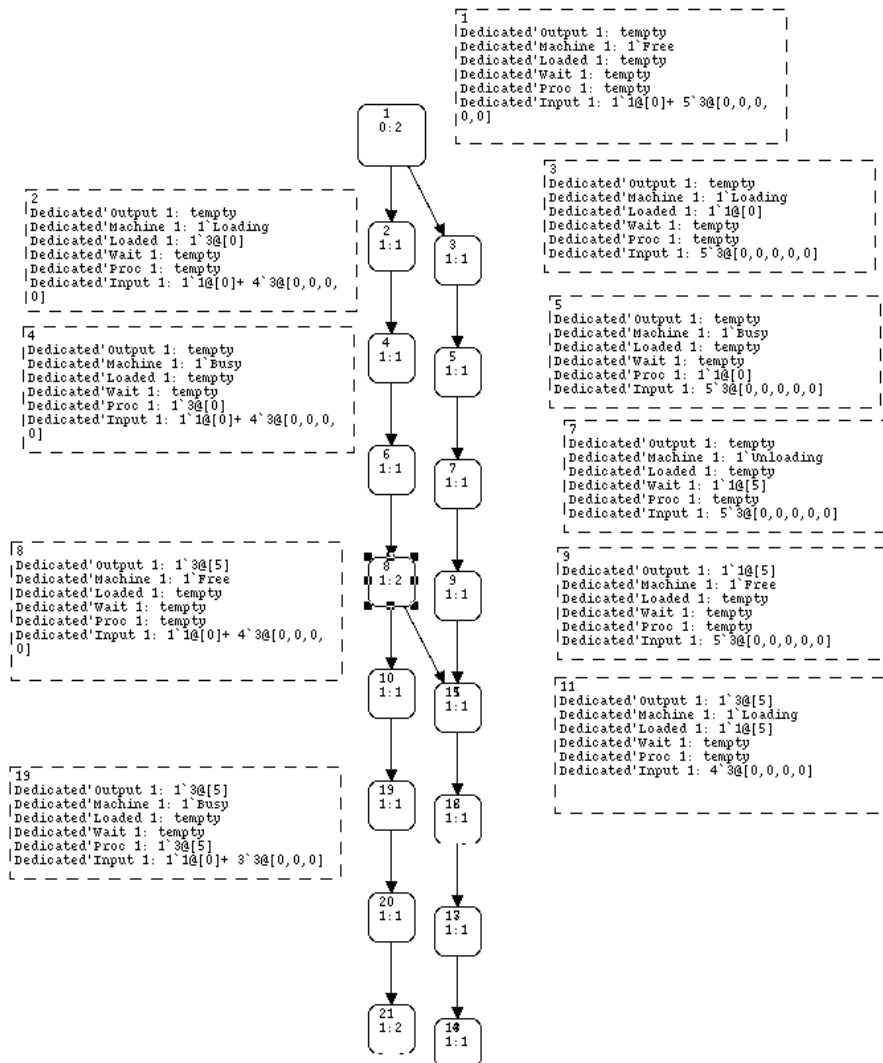 1
Dedicated'Output 1: tempty
Dedicated'Machine 1: 1`Free
Dedicated'Loaded 1: tempty
Dedicated'Wait 1: tempty
Dedicated'Proc 1: tempty
Dedicated'Input 1: 1`1@[0]+ 5`3@[0,0,0,
0,0]
1
0:2
2
Dedicated'Output 1: tempty
Dedicated'Machine 1: 1`Loading
Dedicated'Loaded 1: 1`3@[0]
Dedicated'Wait 1: tempty
Dedicated'Proc 1: tempty
Dedicated'Input 1: 1`1@[0]+ 4`3@[0,0,0,
0]
2
1:1
3
1:1
3
Dedicated'Output 1: tempty
Dedicated'Machine 1: 1`Loading
Dedicated'Loaded 1: 1`1@[0]
Dedicated'Wait 1: tempty
Dedicated'Proc 1: tempty
Dedicated'Input 1: 5`3@[0,0,0,0,0]
4
Dedicated'Output 1: tempty
Dedicated'Machine 1: 1`Busy
Dedicated'Loaded 1: tempty
Dedicated'Wait 1: tempty
Dedicated'Proc 1: 1`3@[0]
Dedicated'Input 1: 1`1@[0]+ 4`3@[0,0,0,
0]
4
1:1
5
1:1
5
Dedicated'Output 1: tempty
Dedicated'Machine 1: 1`Busy
Dedicated'Loaded 1: tempty
Dedicated'Wait 1: tempty
Dedicated'Proc 1: 1`1@[0]
Dedicated'Input 1: 5`3@[0,0,0,0,0]
6
1:1
7
1:1
7
Dedicated'Output 1: tempty
Dedicated'Machine 1: 1`Unloading
Dedicated'Loaded 1: tempty
Dedicated'Wait 1: 1`1@[5]
Dedicated'Proc 1: tempty
Dedicated'Input 1: 5`3@[0,0,0,0,0]
8
Dedicated'Output 1: 1`3@[5]
Dedicated'Machine 1: 1`Free
Dedicated'Loaded 1: tempty
Dedicated'Wait 1: tempty
Dedicated'Proc 1: tempty
Dedicated'Input 1: 1`1@[0]+ 4`3@[0,0,0,
0]
8
1:2
9
1:1
9
Dedicated'Output 1: 1`1@[5]
Dedicated'Machine 1: 1`Free
Dedicated'Loaded 1: tempty
Dedicated'Wait 1: tempty
Dedicated'Proc 1: tempty
Dedicated'Input 1: 5`3@[0,0,0,0,0]
10
1:1
1:1
11
Dedicated'Output 1: 1`3@[5]
Dedicated'Machine 1: 1`Loading
Dedicated'Loaded 1: 1`1@[5]
Dedicated'Wait 1: tempty
Dedicated'Proc 1: tempty
Dedicated'Input 1: 4`3@[0,0,0,0]
19
Dedicated'Output 1: 1`3@[5]
Dedicated'Machine 1: 1`Busy
Dedicated'Loaded 1: tempty
Dedicated'Wait 1: tempty
Dedicated'Proc 1: 1`3@[5]
Dedicated'Input 1: 1`1@[0]+ 3`3@[0,0,0]
19
1:1
1:1
20
1:1
1:1
21
1:2
1:1